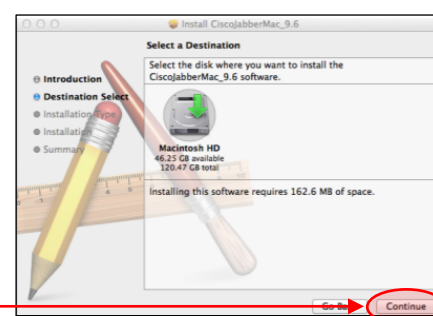 Install CiscoJabberMac_9.6
Select a Destination
Introduction
Destination Select
Installation Type
Installation
Summary
Select the disk where you want to install the
CiscoJabberMac_9.6 software.
Macintosh HD
46.25 GB available
120.47 GB total
Installing this software requires 162.6 MB of space.
Go Back
Continue